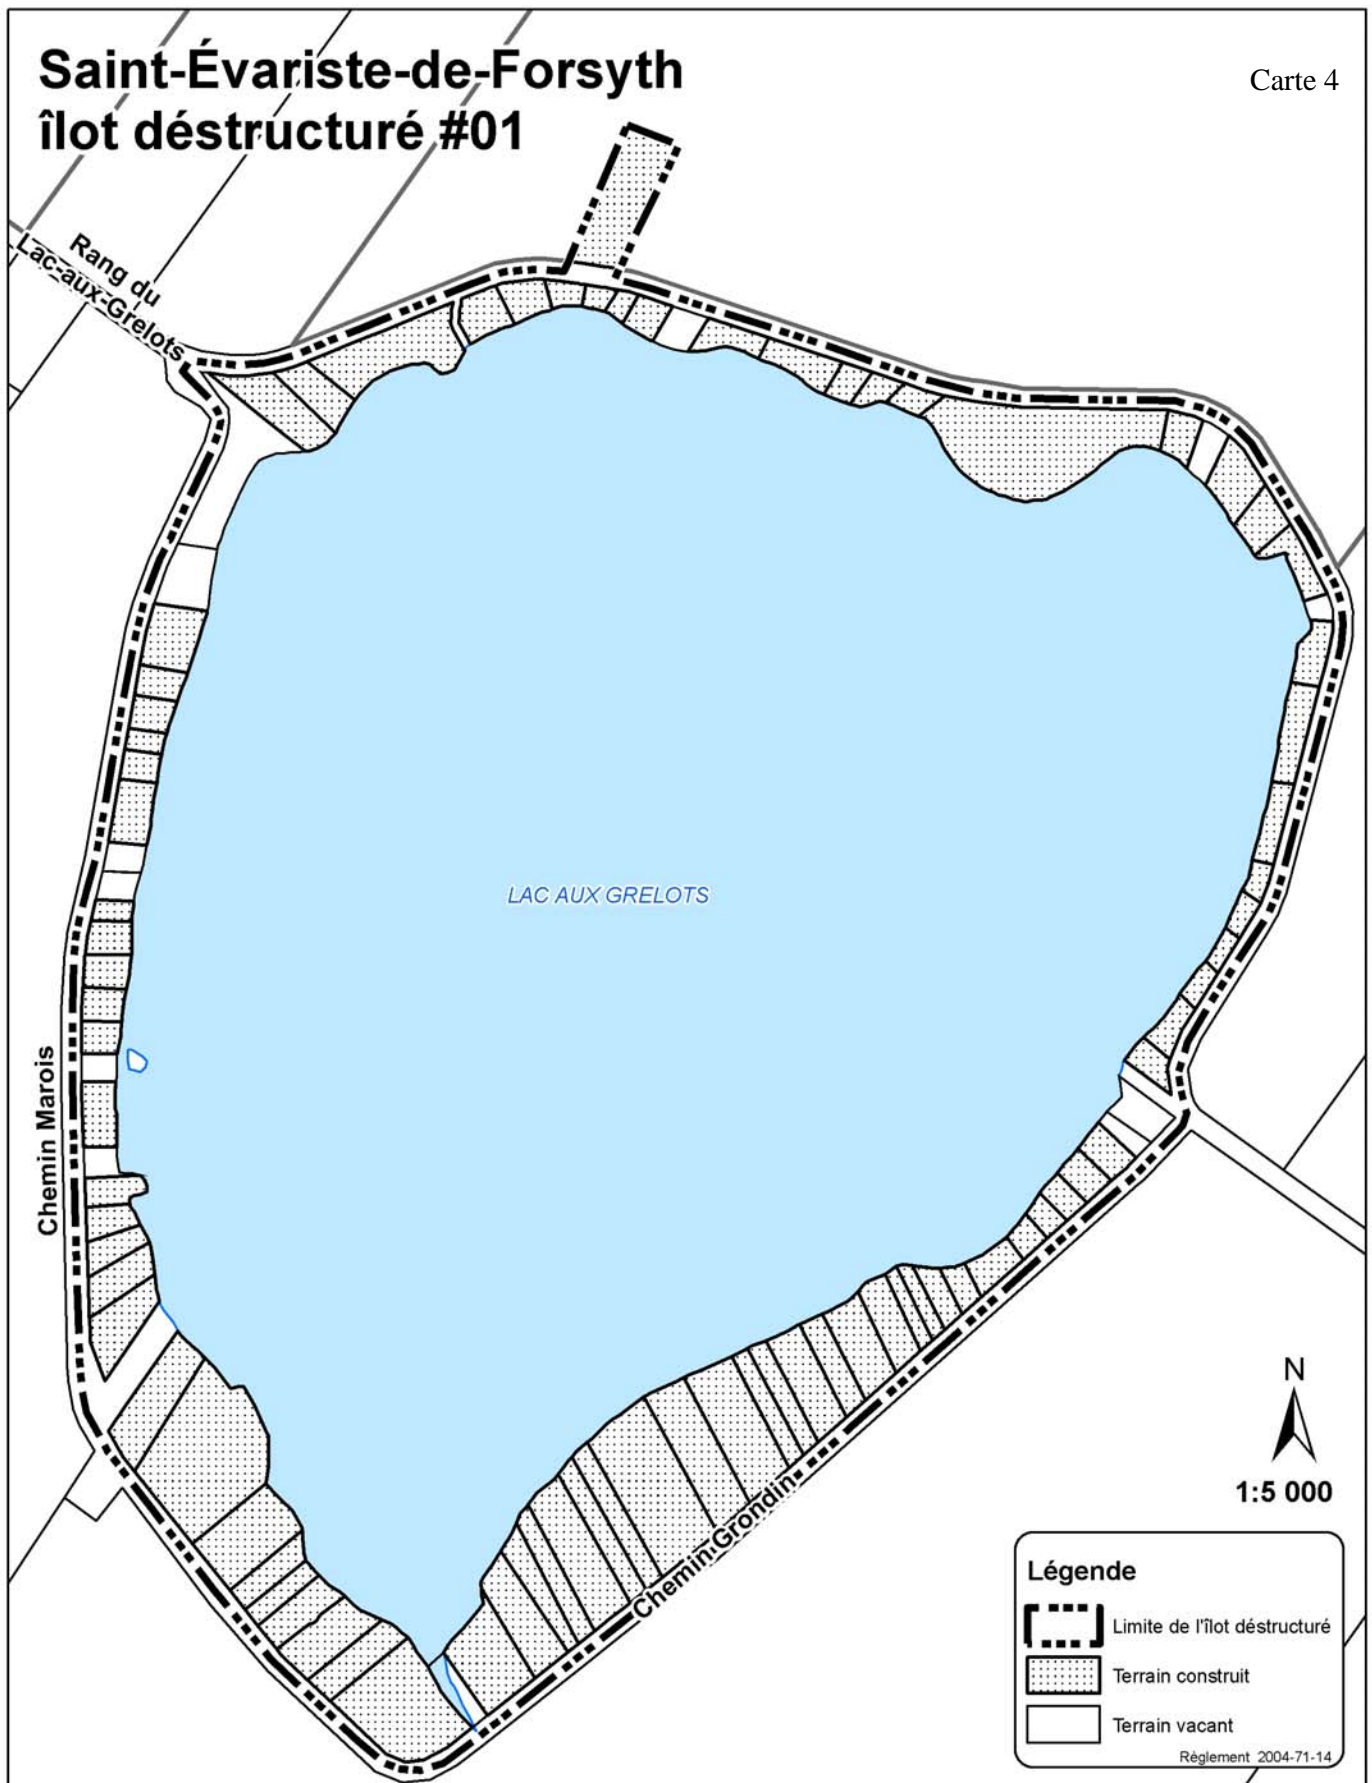 Saint-Évariste-de-Forsyth
îlot déstructuré #01
Carte 4
Rang du
Lac-aux-Grelots
LAC AUX GRELOTS
Chemin Marois
Chemin Grondin
N
1:5 000
Légende
Limite de l'îlot déstructuré
Terrain construit
Terrain vacant
Règlement 2004-71-14